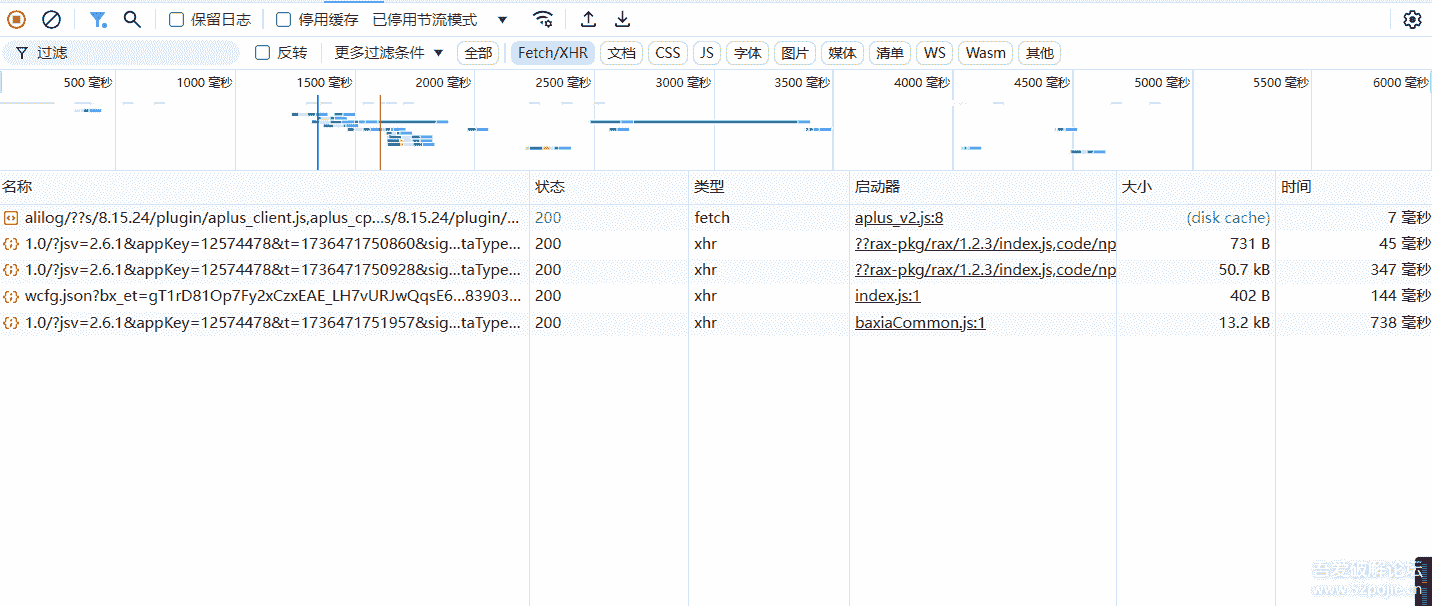 保留日志 停用缓存 已停用节流模式
过滤 反转 更多过滤条件 全部 Fetch/XHR 文档 CSS JS 字体 图片 媒体 清单 WS Wasm 其他
500 毫秒 1000 毫秒 1500 毫秒 2000 毫秒 2500 毫秒 3000 毫秒 3500 毫秒 4000 毫秒 4500 毫秒 5000 毫秒 5500 毫秒 6000 毫秒
名称 状态 类型 启动器 大小 时间
alilog/??s/8.15.24/plugin/aplus_client.js,aplus_cp...s/8.15.24/plugin/... 200 fetch aplus_v2.js:8 (disk cache) 7 毫秒
1.0/?jsv=2.6.1&appKey=12574478&t=1736471750860&sig...taType... 200 xhr ??rax-pkg/rax/1.2.3/index.js,code/np 731 B 45 毫秒
1.0/?jsv=2.6.1&appKey=12574478&t=1736471750928&sig...taType... 200 xhr ??rax-pkg/rax/1.2.3/index.js,code/np 50.7 kB 347 毫秒
wcfg.json?bx_et=gT1rD81Op7Fy2xCzxEAE_LH7vURJwQqsE6...83903... 200 xhr index.js:1 402 B 144 毫秒
1.0/?jsv=2.6.1&appKey=12574478&t=1736471751957&sig...taType... 200 xhr baxiaCommon.js:1 13.2 kB 738 毫秒
吾爱破解论坛
www.52pojie.cn